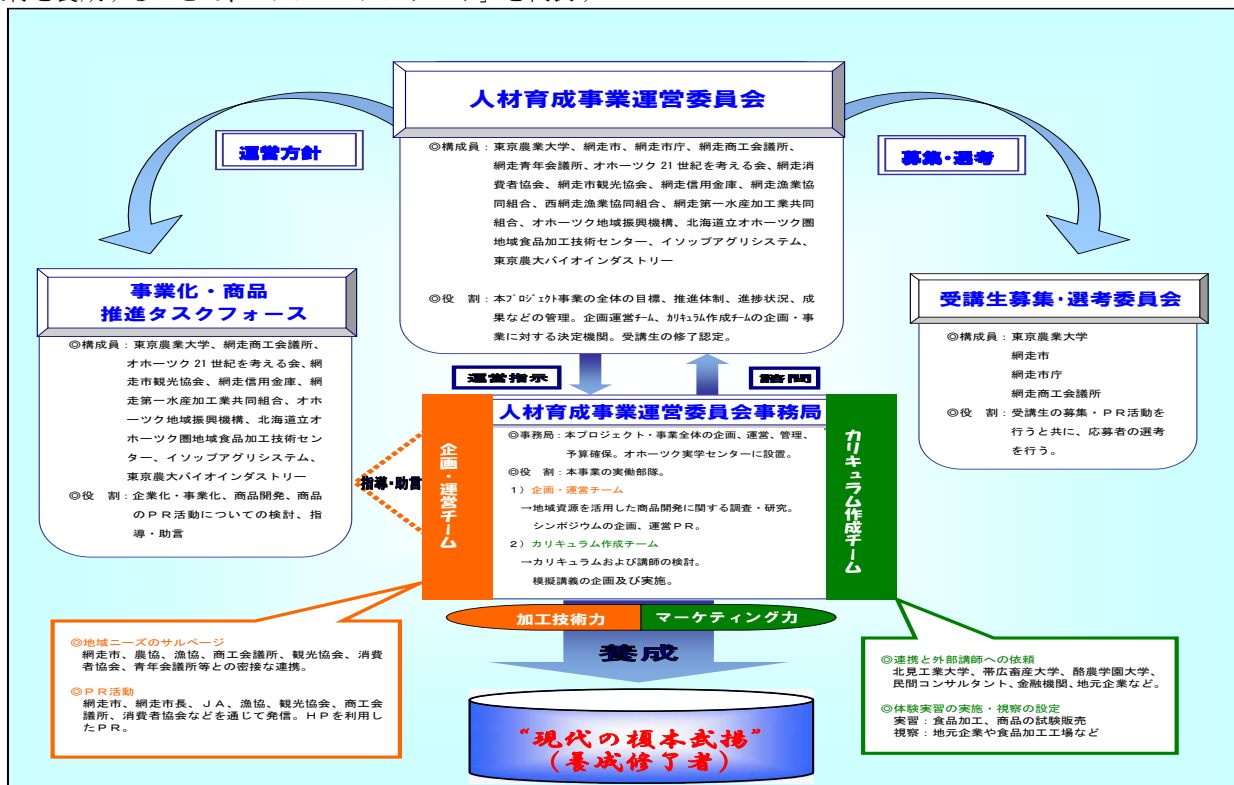 人材育成事業運営委員会
運営方針
募集・選考
◎構成員：東京農業大学、網走市、網走市庁、網走商工会議所、
網走青年会議所、オホーツク21世紀を考える会、網走消
費者協会、網走市観光協会、網走信用金庫、網走漁業協
同組合、西網走漁業協同組合、網走第一水産加工業共同
組合、オホーツク地域振興機構、北海道立オホーツク圏
地域食品加工技術センター、イソップアグリシステム、
東京農大バイオインダストリー
◎役　割：本ﾌﾟﾛｼﾞｪｸﾄ事業の全体の目標、推進体制、進捗状況、成
果などの管理。企画運営ﾁｰﾑ、ｶﾘｷｭﾗﾑ作成ﾁｰﾑの企画・事
業に対する決定機関。受講生の修了認定。
事業化・商品
推進タスクフォース
◎構成員：東京農業大学、網走商工会議所、
オホーツク21世紀を考える会、網
走市観光協会、網走信用金庫、網
走第一水産加工業共同組合、オホ
ーツク地域振興機構、北海道立オ
ホーツク圏地域食品加工技術セン
ター、イソップアグリシステム、
東京農大バイオインダストリー
◎役　割：企業化・事業化、商品開発、商品
のＰＲ活動についての検討、指
導・助言
受講生募集・選考委員会
◎構成員：東京農業大学
網走市
網走市庁
網走商工会議所
◎役　割：受講生の募集・ＰＲ活動を
行うと共に、応募者の選考
を行う。
運営指示
諮問
指導・助言
企画・運営チーム
人材育成事業運営委員会事務局
◎事務局：本プロジェクト・事業全体の企画、運営、管理、
予算確保。オホーツク実学センターに設置。
◎役　割：本事業の実働部隊。
１）企画・運営チーム
→地域資源を活用した商品開発に関する調査・研究。
シンポジウムの企画、運営ＰＲ。
２）カリキュラム作成チーム
→カリキュラムおよび講師の検討。
模擬講義の企画及び実施。
カリキュラム作成チーム
加工技術力
マーケティング力
養成
◎地域ニーズのサルベージ
網走市、農協、漁協、商工会議所、観光協会、消費
者協会、青年会議所等との密接な連携。
◎ＰＲ活動
網走市、網走市長、ＪＡ、漁協、観光協会、商工会
議所、消費者協会などを通じて発信。ＨＰを利用し
たＰＲ。
◎連携と外部講師への依頼
北見工業大学、帯広畜産大学、酪農学園大学、
民間コンサルタント、金融機関、地元企業など。
◎体験実習の実施・視察の設定
実習：食品加工、商品の試験販売
視察：地元企業や食品加工工場など
“現代の榎本武揚”
（養成修了者）